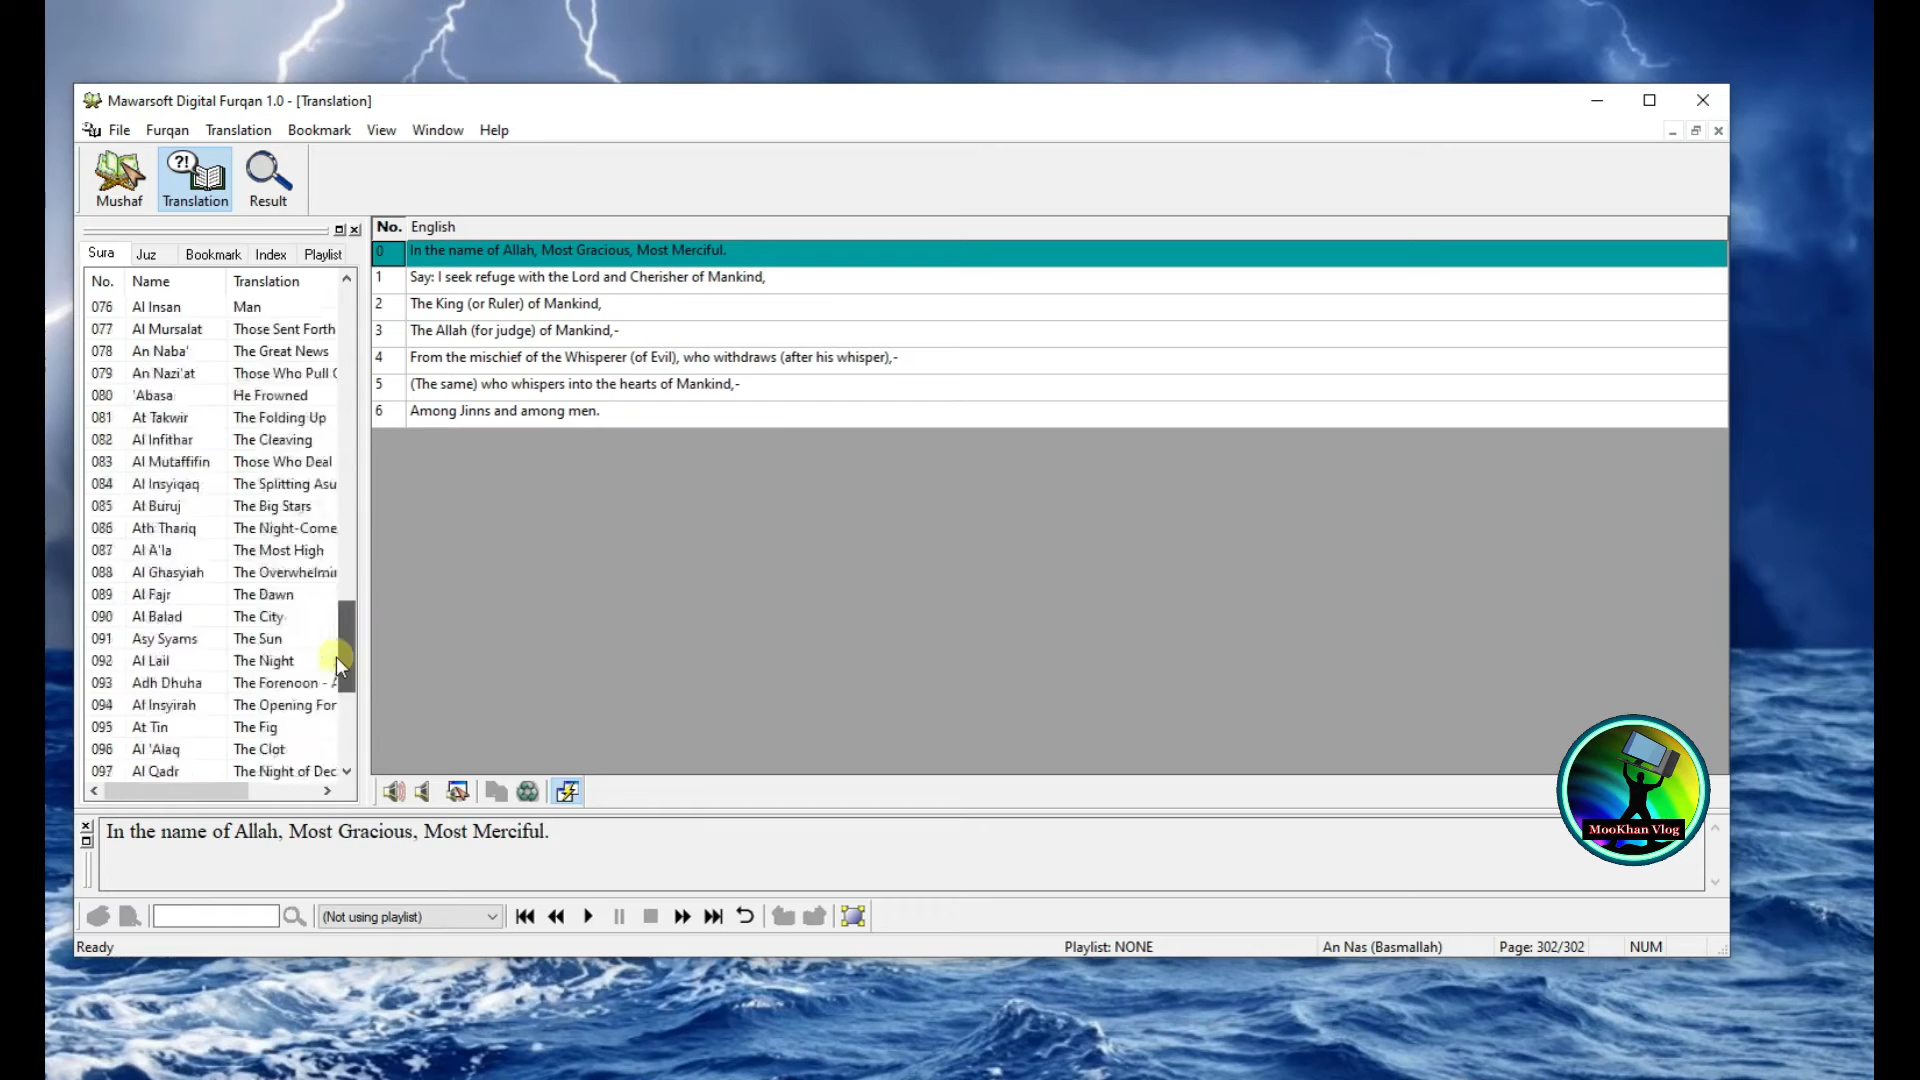 Mawarsoft Digital Furqan 1.0 - [Translation]
File Furqan Translation Bookmark View Window Help
Mushaf Translation Result
Sura Juz Bookmark Index Playlist
No. Name Translation
076 Al Insan Man
077 Al Mursalat Those Sent Forth
078 An Naba' The Great News
079 An Nazi'at Those Who Pull
080 'Abasa He Frowned
081 At Takwir The Folding Up
082 Al Infithar The Cleaving
083 Al Mutaffifin Those Who Deal
084 Al Insyiqaq The Splitting Asu
085 Al Buruj The Big Stars
086 Ath Thariq The Night-Come
087 Al A'la The Most High
088 Al Ghasyiah The Overwhelmin
089 Al Fajr The Dawn
090 Al Balad The City
091 Asy Syams The Sun
092 Al Lail The Night
093 Adh Dhuha The Forenoon -
094 Al Insyirah The Opening For
095 At Tin The Fig
096 Al 'Alaq The Clot
097 Al Qadr The Night of Dec
No. English
0 In the name of Allah, Most Gracious, Most Merciful.
1 Say: I seek refuge with the Lord and Cherisher of Mankind,
2 The King (or Ruler) of Mankind,
3 The Allah (for judge) of Mankind,-
4 From the mischief of the Whisperer (of Evil), who withdraws (after his whisper),-
5 (The same) who whispers into the hearts of Mankind,-
6 Among Jinns and among men.
MooKhan Vlog
In the name of Allah, Most Gracious, Most Merciful.
(Not using playlist)
Ready Playlist: NONE An Nas (Basmallah) Page: 302/302 NUM